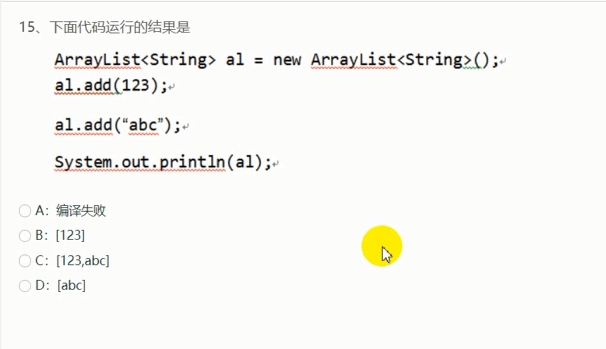 15、下面代码运行的结果是
ArrayList<String> al = new ArrayList<String>();↵
al.add(123);↵
al.add(“abc”);↵
System.out.println(al);↵
A: 编译失败
B: [123]
C: [123,abc]
D: [abc]